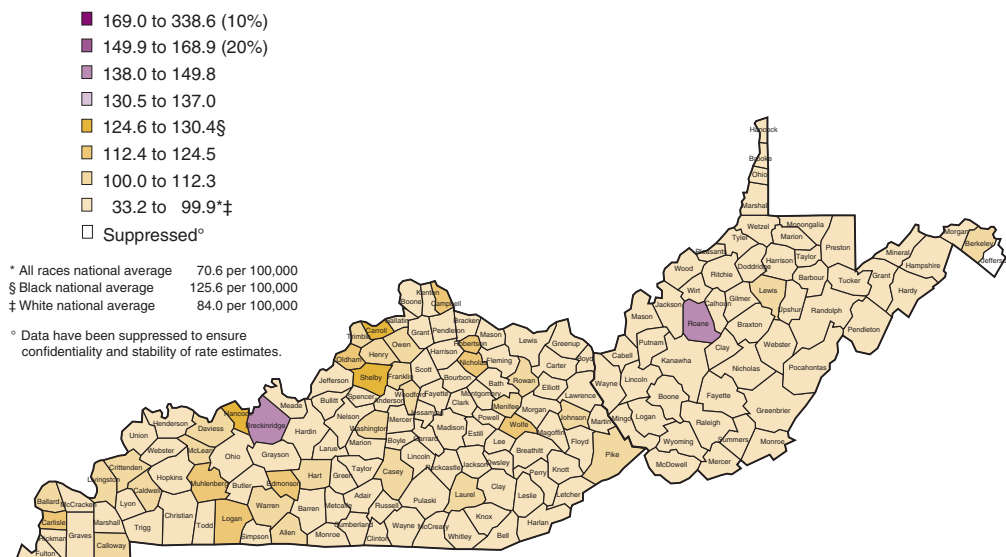 169.0 to 338.6 (10%)
149.9 to 168.9 (20%)
138.0 to 149.8
130.5 to 137.0
124.6 to 130.4§
112.4 to 124.5
100.0 to 112.3
33.2 to 99.9*‡
Suppressed°
* All races national average 70.6 per 100,000
§ Black national average 125.6 per 100,000
‡ White national average 84.0 per 100,000
° Data have been suppressed to ensure
confidentiality and stability of rate estimates.
Hancock
Brooke
Ohio
Marshall
Wetzel
Monongalia
Marion
Tyler
Pleasants
Preston
Morgan
Berkeley
Jefferson
Mineral
Hampshire
Grant
Hardy
Wood
Ritchie
Doddridge
Harrison
Taylor
Barbour
Tucker
Wirt
Lewis
Gilmer
Calhoun
Jackson
Upshur
Randolph
Mason
Roane
Braxton
Pendleton
Putnam
Clay
Webster
Cabell
Kanawha
Nicholas
Pocahontas
Wayne
Lincoln
Boone
Fayette
Greenbrier
Mingo
Logan
Raleigh
Wyoming
Summers
Monroe
McDowell
Mercer
Kenton
Boone
Campbell
Gallatin
Grant
Pendleton
Bracken
Carroll
Trimble
Owen
Robertson
Mason
Lewis
Greenup
Oldham
Henry
Harrison
Nicholas
Fleming
Carter
Boyd
Jefferson
Shelby
Franklin
Scott
Bourbon
Bath
Rowan
Elliott
Lawrence
Meade
Bullitt
Spencer
Anderson
Woodford
Fayette
Montgomery
Clark
Menifee
Morgan
Hancock
Breckinridge
Hardin
Nelson
Washington
Mercer
Jessamine
Madison
Powell
Estill
Wolfe
Magoffin
Johnson
Martin
Henderson
Union
Daviess
McLean
Ohio
Grayson
Larue
Marion
Boyle
Garrard
Lee
Breathitt
Floyd
Pike
Webster
Crittenden
Livingston
Hopkins
Muhlenberg
Butler
Edmonson
Hart
Green
Taylor
Casey
Lincoln
Rockcastle
Jackson
Owsley
Perry
Knott
Caldwell
Lyon
Warren
Barren
Metcalfe
Adair
Russell
Pulaski
Laurel
Clay
Leslie
Letcher
Ballard
McCracken
Carlisle
Marshall
Trigg
Christian
Todd
Logan
Simpson
Allen
Monroe
Cumberland
Clinton
Wayne
McCreary
Whitley
Knox
Bell
Harlan
Hickman
Graves
Calloway
Fulton